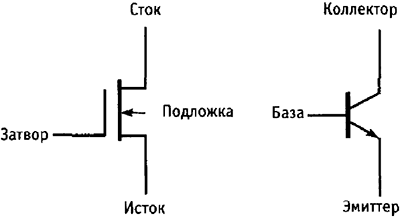 Сток
Коллектор
Подложка
База
Затвор
Исток
Эмиттер